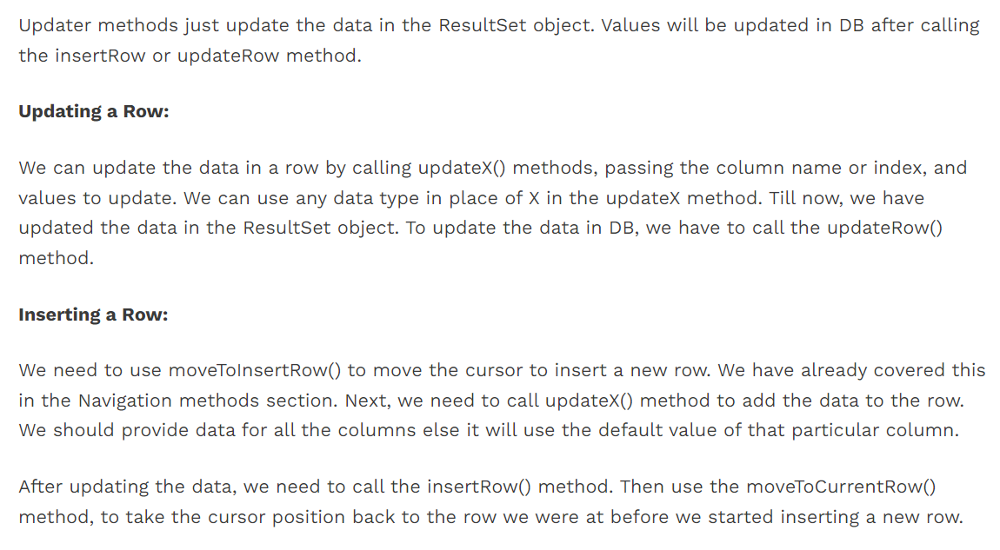 Updater methods just update the data in the ResultSet object. Values will be updated in DB after calling
the insertRow or updateRow method.
Updating a Row:
We can update the data in a row by calling updateX() methods, passing the column name or index, and
values to update. We can use any data type in place of X in the updateX method. Till now, we have
updated the data in the ResultSet object. To update the data in DB, we have to call the updateRow()
method.
Inserting a Row:
We need to use moveToInsertRow() to move the cursor to insert a new row. We have already covered this
in the Navigation methods section. Next, we need to call updateX() method to add the data to the row.
We should provide data for all the columns else it will use the default value of that particular column.
After updating the data, we need to call the insertRow() method. Then use the moveToCurrentRow()
method, to take the cursor position back to the row we were at before we started inserting a new row.